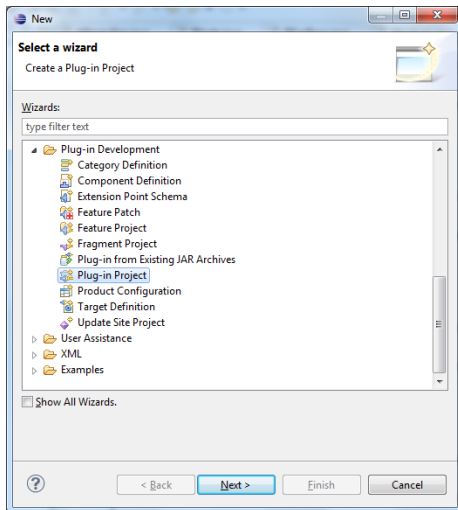 New
Select a wizard
Create a Plug-in Project
Wizards:
type filter text
Plug-in Development
Category Definition
Component Definition
Extension Point Schema
Feature Patch
Feature Project
Fragment Project
Plug-in from Existing JAR Archives
Plug-in Project
Product Configuration
Target Definition
Update Site Project
User Assistance
XML
Examples
Show All Wizards.
< Back Next > Finish Cancel